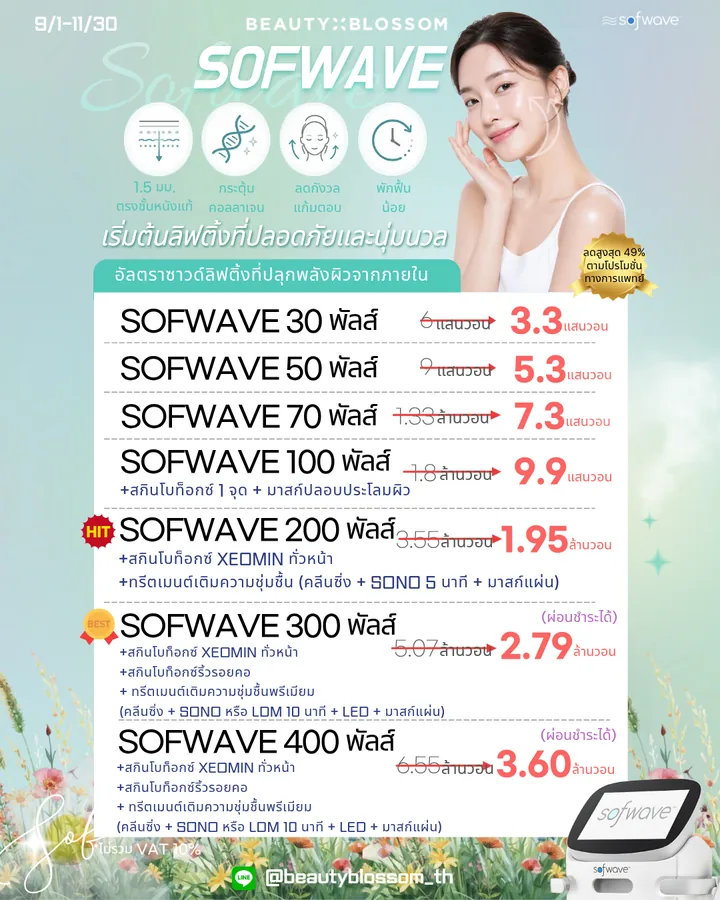 9/1-11/30
BEAUTY BLOSSOM
sofwave
Sofwave
SOFWAVE
1.5 มม,
ตรงชั้นหนังแท้
กระตุ้น
คอลลาเจน
ลดกังวล
แก้มตอบ
พักฟื้น
น้อย
เริ่มต้นลิฟติ้งที่ปลอดภัยและนุ่มนวล
ลดสูงสุด 49%
ตามโปรโมชั่น
ทางการแพทย์
อัลตราซาวด์ลิฟติ้งที่ปลุกพลังผิวจากภายใน
SOFWAVE 30 พัลส์ 6 แสนวอน 3.3 แสนวอน
SOFWAVE 50 พัลส์ 9 แสนวอน 5.3 แสนวอน
SOFWAVE 70 พัลส์ 1.33 ล้านวอน 7.3 แสนวอน
SOFWAVE 100 พัลส์ 1.8 ล้านวอน 9.9 แสนวอน
+สกินโบท็อกซ์ 1 จุด + มาสก์ปลอบประโลมผิว
HIT
SOFWAVE 200 พัลส์ 3.55 ล้านวอน 1.95 ล้านวอน
+สกินโบท็อกซ์ XEOMIN ทั่วหน้า
+ทรีตเมนต์เติมความชุ่มชื้น (คลีนซิ่ง + SONO 5 นาที + มาสก์แผ่น)
BEST
(ผ่อนชำระได้)
SOFWAVE 300 พัลส์ 5.07 ล้านวอน 2.79 ล้านวอน
+สกินโบท็อกซ์ XEOMIN ทั่วหน้า
+สกินโบท็อกซ์ริ้วรอยคอ
+ ทรีตเมนต์เติมความชุ่มชื้นพรีเมียม
(คลีนซิ่ง + SONO หรือ LDM 10 นาที + LED + มาสก์แผ่น)
(ผ่อนชำระได้)
SOFWAVE 400 พัลส์ 6.55 ล้านวอน 3.60 ล้านวอน
+สกินโบท็อกซ์ XEOMIN ทั่วหน้า
+สกินโบท็อกซ์ริ้วรอยคอ
+ ทรีตเมนต์เติมความชุ่มชื้นพรีเมียม
(คลีนซิ่ง + SONO หรือ LDM 10 นาที + LED + มาสก์แผ่น)
sofwave
sofwave
ไม่รวม VAT 10%
LINE @beautyblossom_th